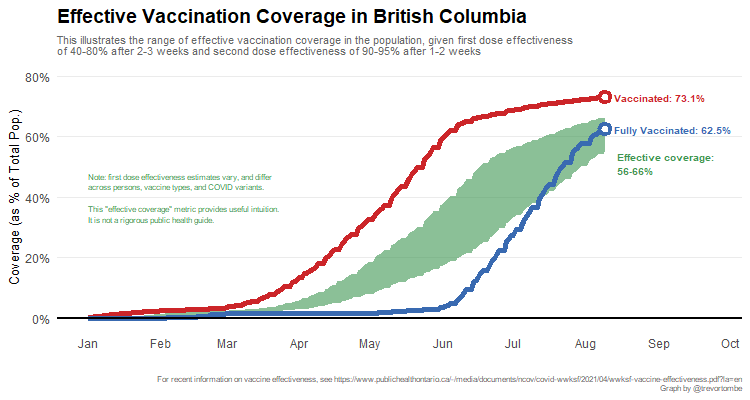 Effective Vaccination Coverage in British Columbia
This illustrates the range of effective vaccination coverage in the population, given first dose effectiveness
of 40-80% after 2-3 weeks and second dose effectiveness of 90-95% after 1-2 weeks
80%
60%
40%
20%
0%
Coverage (as % of Total Pop.)
Vaccinated: 73.1%
Fully Vaccinated: 62.5%
Effective coverage:
56-66%
Note: first dose effectiveness estimates vary, and differ
across persons, vaccine types, and COVID variants.
This "effective coverage" metric provides useful intuition.
It is not a rigorous public health guide.
Jan Feb Mar Apr May Jun Jul Aug Sep Oct
For recent information on vaccine effectiveness, see https://www.publichealthontario.ca/-/media/documents/ncov/covid-wwksf/2021/04/wwksf-vaccine-effectiveness.pdf?la=en
Graph by @trevortombe